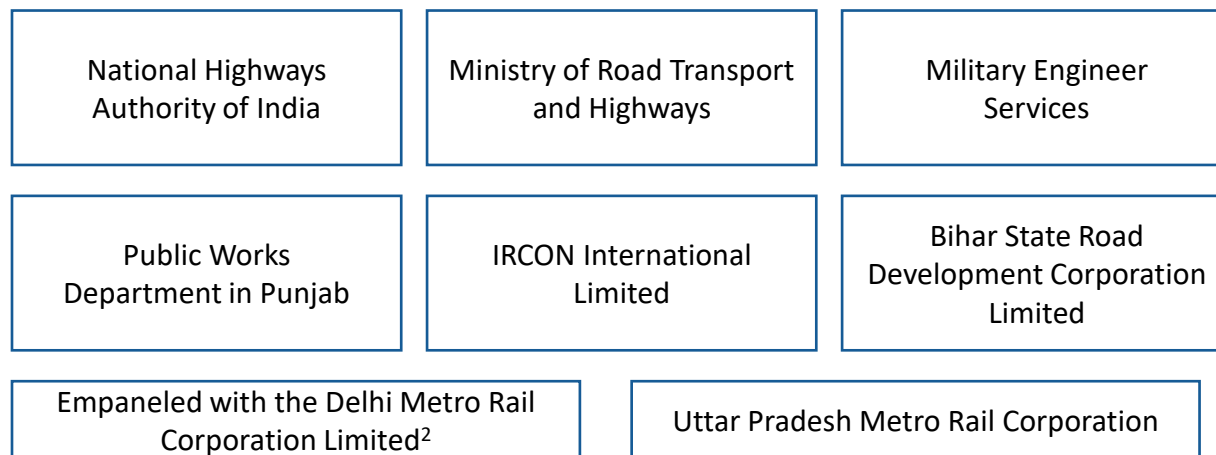 National Highways
Authority of India
Ministry of Road Transport
and Highways
Military Engineer
Services
Public Works
Department in Punjab
IRCON International
Limited
Bihar State Road
Development Corporation
Limited
Empaneled with the Delhi Metro Rail
Corporation Limited²
Uttar Pradesh Metro Rail Corporation